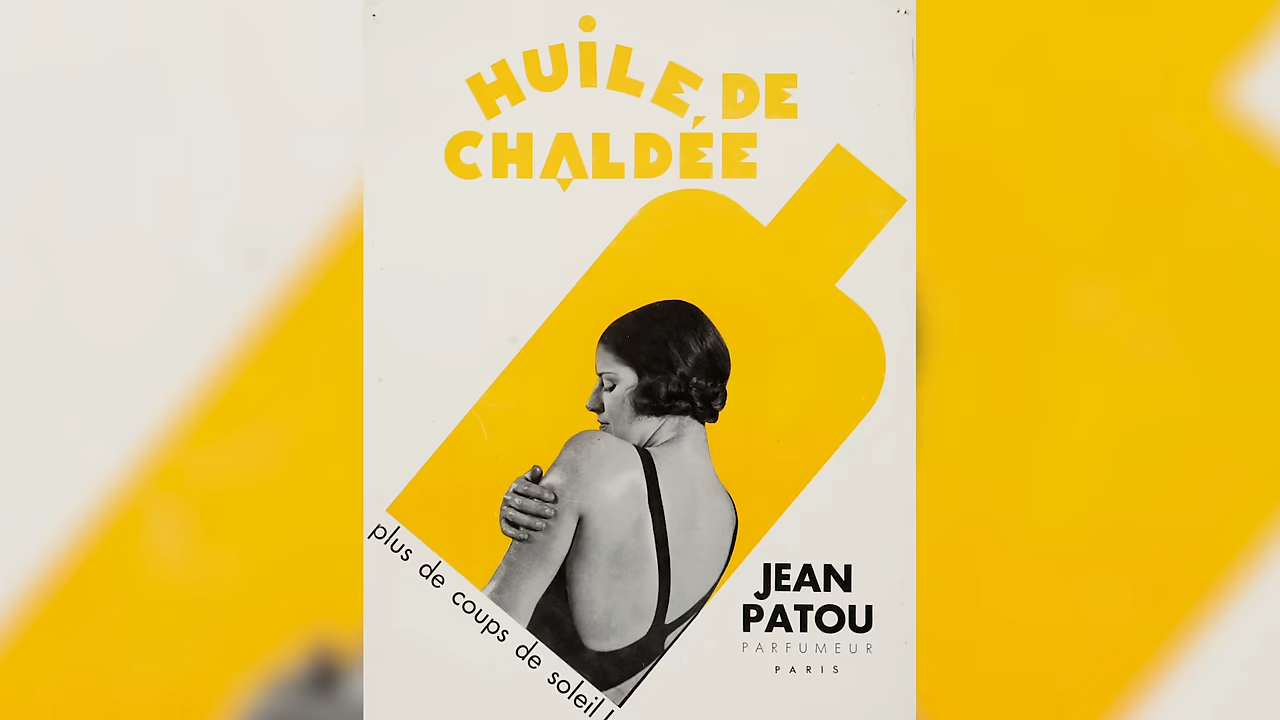 HUiLE DE
CHALDÉE
plus de coups de soleil !
JEAN
PATOU
PARFUMEUR
PARIS